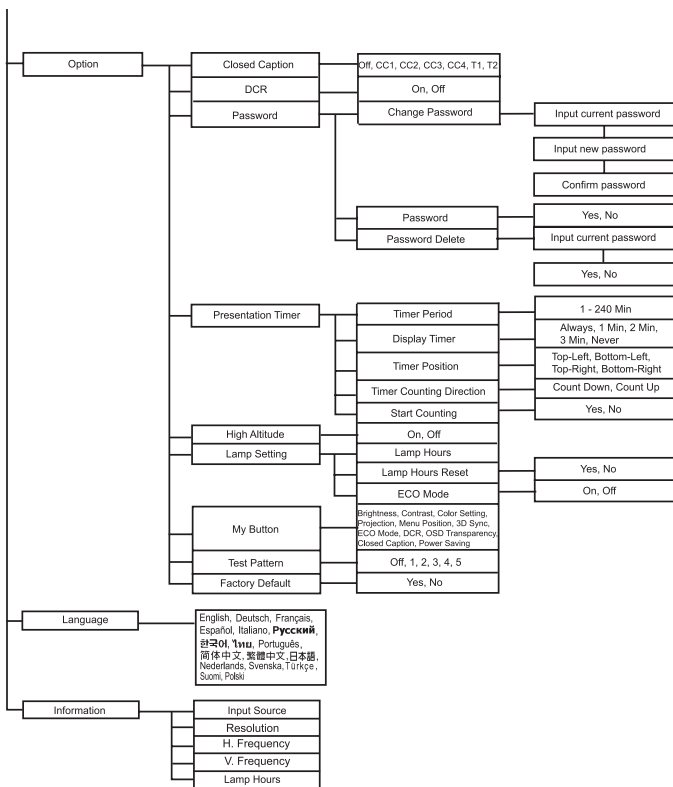 Option
Closed Caption
Off, CC1, CC2, CC3, CC4, T1, T2
DCR
On, Off
Password
Change Password
Input current password
Input new password
Confirm password
Password
Yes, No
Password Delete
Input current password
Yes, No
Presentation Timer
Timer Period
1 - 240 Min
Display Timer
Always, 1 Min, 2 Min,
3 Min, Never
Timer Position
Top-Left, Bottom-Left,
Top-Right, Bottom-Right
Timer Counting Direction
Count Down, Count Up
Start Counting
Yes, No
High Altitude
On, Off
Lamp Setting
Lamp Hours
Lamp Hours Reset
Yes, No
ECO Mode
On, Off
My Button
Brightness, Contrast, Color Setting,
Projection, Menu Position, 3D Sync,
ECO Mode, DCR, OSD Transparency,
Closed Caption, Power Saving
Test Pattern
Off, 1, 2, 3, 4, 5
Factory Default
Yes, No
Language
English, Deutsch, Français,
Español, Italiano, Русский,
한국어, ไทย, Português,
简体中文, 繁體中文, 日本語,
Nederlands, Svenska, Türkçe,
Suomi, Polski
Information
Input Source
Resolution
H. Frequency
V. Frequency
Lamp Hours